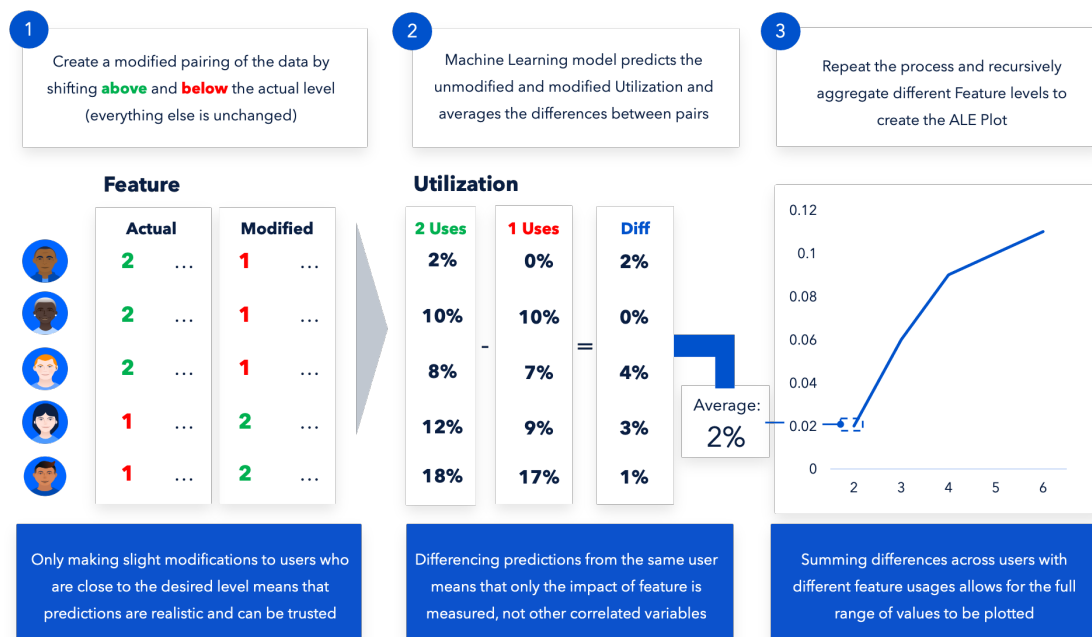 1
Create a modified pairing of the data by
shifting above and below the actual level
(everything else is unchanged)
2
Machine Learning model predicts the
unmodified and modified Utilization and
averages the differences between pairs
3
Repeat the process and recursively
aggregate different Feature levels to
create the ALE Plot
Feature
Actual Modified
2 ... 1 ...
2 ... 1 ...
2 ... 1 ...
1 ... 2 ...
1 ... 2 ...
Utilization
2 Uses 1 Uses Diff
2% 0% 2%
10% 10% 0%
-
=
8% 7% 4%
12% 9% 3%
18% 17% 1%
Average:
2%
0.12
0.1
0.08
0.06
0.04
0.02
0
2 3 4 5 6
Only making slight modifications to users who
are close to the desired level means that
predictions are realistic and can be trusted
Differencing predictions from the same user
means that only the impact of feature is
measured, not other correlated variables
Summing differences across users with
different feature usages allows for the full
range of values to be plotted